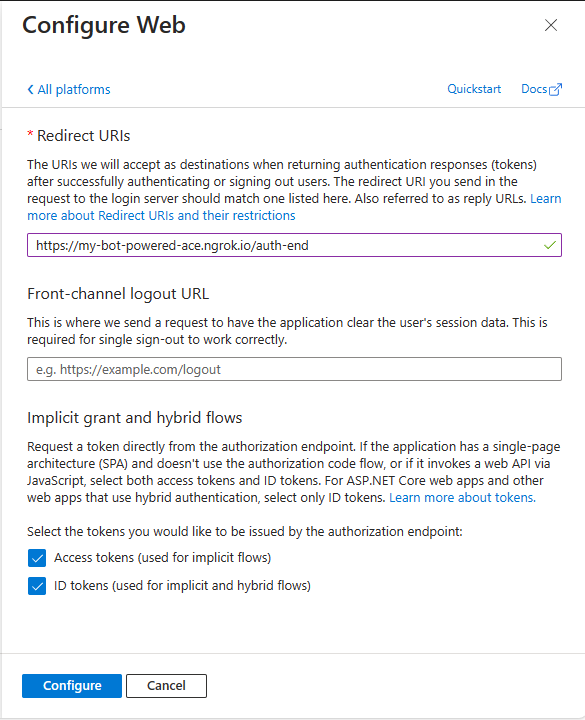 Configure Web
All platforms
Quickstart
Docs
* Redirect URIs
The URIs we will accept as destinations when returning authentication responses (tokens)
after successfully authenticating or signing out users. The redirect URI you send in the
request to the login server should match one listed here. Also referred to as reply URLs. Learn
more about Redirect URIs and their restrictions
https://my-bot-powered-ace.ngrok.io/auth-end
Front-channel logout URL
This is where we send a request to have the application clear the user's session data. This is
required for single sign-out to work correctly.
e.g. https://example.com/logout
Implicit grant and hybrid flows
Request a token directly from the authorization endpoint. If the application has a single-page
architecture (SPA) and doesn't use the authorization code flow, or if it invokes a web API via
JavaScript, select both access tokens and ID tokens. For ASP.NET Core web apps and other
web apps that use hybrid authentication, select only ID tokens. Learn more about tokens.
Select the tokens you would like to be issued by the authorization endpoint:
Access tokens (used for implicit flows)
ID tokens (used for implicit and hybrid flows)
Configure
Cancel